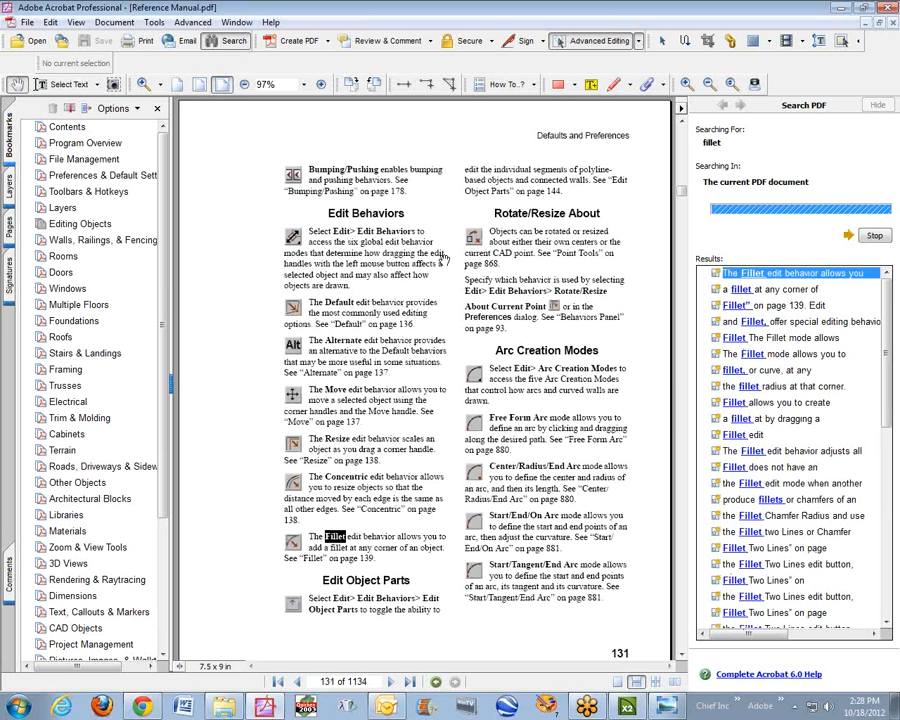 Adobe Acrobat Professional - [Reference Manual.pdf]
File Edit View Document Tools Advanced Window Help
Open Save Print Email Search Create PDF Review & Comment Secure Sign Advanced Editing
No current selection
Select Text 97% How To..?
Bookmarks
Layers
Pages
Signatures
Comments
Options
Contents
Program Overview
File Management
Preferences & Default Sett
Toolbars & Hotkeys
Layers
Editing Objects
Walls, Railings, & Fencing
Rooms
Doors
Windows
Multiple Floors
Foundations
Roofs
Stairs & Landings
Framing
Trusses
Electrical
Trim & Molding
Cabinets
Terrain
Roads, Driveways & Sidew
Other Objects
Architectural Blocks
Libraries
Materials
Zoom & View Tools
3D Views
Rendering & Raytracing
Dimensions
Text, Callouts & Markers
CAD Objects
Project Management
Defaults and Preferences
Bumping/Pushing enables bumping
and pushing behaviors. See
“Bumping/Pushing” on page 178.
Edit Behaviors
Select Edit> Edit Behaviors to
access the six global edit behavior
modes that determine how dragging the edit
handles with the left mouse button affects a
selected object and may also affect how
objects are drawn.
The Default edit behavior provides
the most commonly used editing
options. See “Default” on page 136.
Alt
The Alternate edit behavior provides
an alternative to the Default behaviors
that may be more useful in some situations.
See “Alternate” on page 137.
The Move edit behavior allows you to
move a selected object using the
corner handles and the Move handle. See
“Move” on page 137.
The Resize edit behavior scales an
object as you drag a corner handle.
See “Resize” on page 138.
The Concentric edit behavior allows
you to resize objects so that the
distance moved by each edge is the same as
all other edges. See “Concentric” on page
138.
The Fillet edit behavior allows you to
add a fillet at any corner of an object.
See “Fillet” on page 139.
Edit Object Parts
Select Edit> Edit Behaviors> Edit
Object Parts to toggle the ability to
edit the individual segments of polyline-
based objects and connected walls. See “Edit
Object Parts” on page 144.
Rotate/Resize About
Objects can be rotated or resized
about either their own centers or the
current CAD point. See “Point Tools” on
page 868.
Specify which behavior is used by selecting
Edit> Edit Behaviors> Rotate/Resize
About Current Point or in the
Preferences dialog. See “Behaviors Panel”
on page 93.
Arc Creation Modes
Select Edit> Arc Creation Modes to
access the five Arc Creation Modes
that control how arcs and curved walls are
drawn.
Free Form Arc mode allows you to
define an arc by clicking and dragging
along the desired path. See “Free Form Arc”
on page 880.
Center/Radius/End Arc mode allows
you to define the center and radius of
an arc, and then its length. See “Center/
Radius/End Arc” on page 880.
Start/End/On Arc mode allows you
to define the start and end points of
an arc, then adjust the curvature. See “Start/
End/On Arc” on page 881.
Start/Tangent/End Arc mode allows
you to define the start and end points
of an arc, its tangent and its curvature. See
“Start/Tangent/End Arc” on page 881.
131
Search PDF
Hide
Searching For:
fillet
Searching In:
The current PDF document
Stop
Results:
The Fillet edit behavior allows you
a fillet at any corner of
Fillet” on page 139. Edit
and Fillet, offer special editing behavio
Fillet The Fillet mode allows
The Fillet mode allows you to
fillet, or curve, at any
the fillet radius at that corner.
Fillet allows you to create
a fillet at by dragging a
Fillet edit
The Fillet edit behavior adjusts all
Fillet does not have an
Fillet the edit mode when another
produce fillets or chamfers of an
the Fillet Chamfer Radius and use
the Fillet two Lines or Chamfer
Fillet Two Lines” on page
the Fillet Two Lines edit button,
Fillet Two Lines” on
the Fillet Two Lines edit button,
Fillet Two Lines” on page
the Fillet Two Lines edit button,
Complete Acrobat 6.0 Help
7.5 x 9 in
131 of 1134
Quicken 2003
Chief Inc
Adobe
2:28 PM
10/18/2012